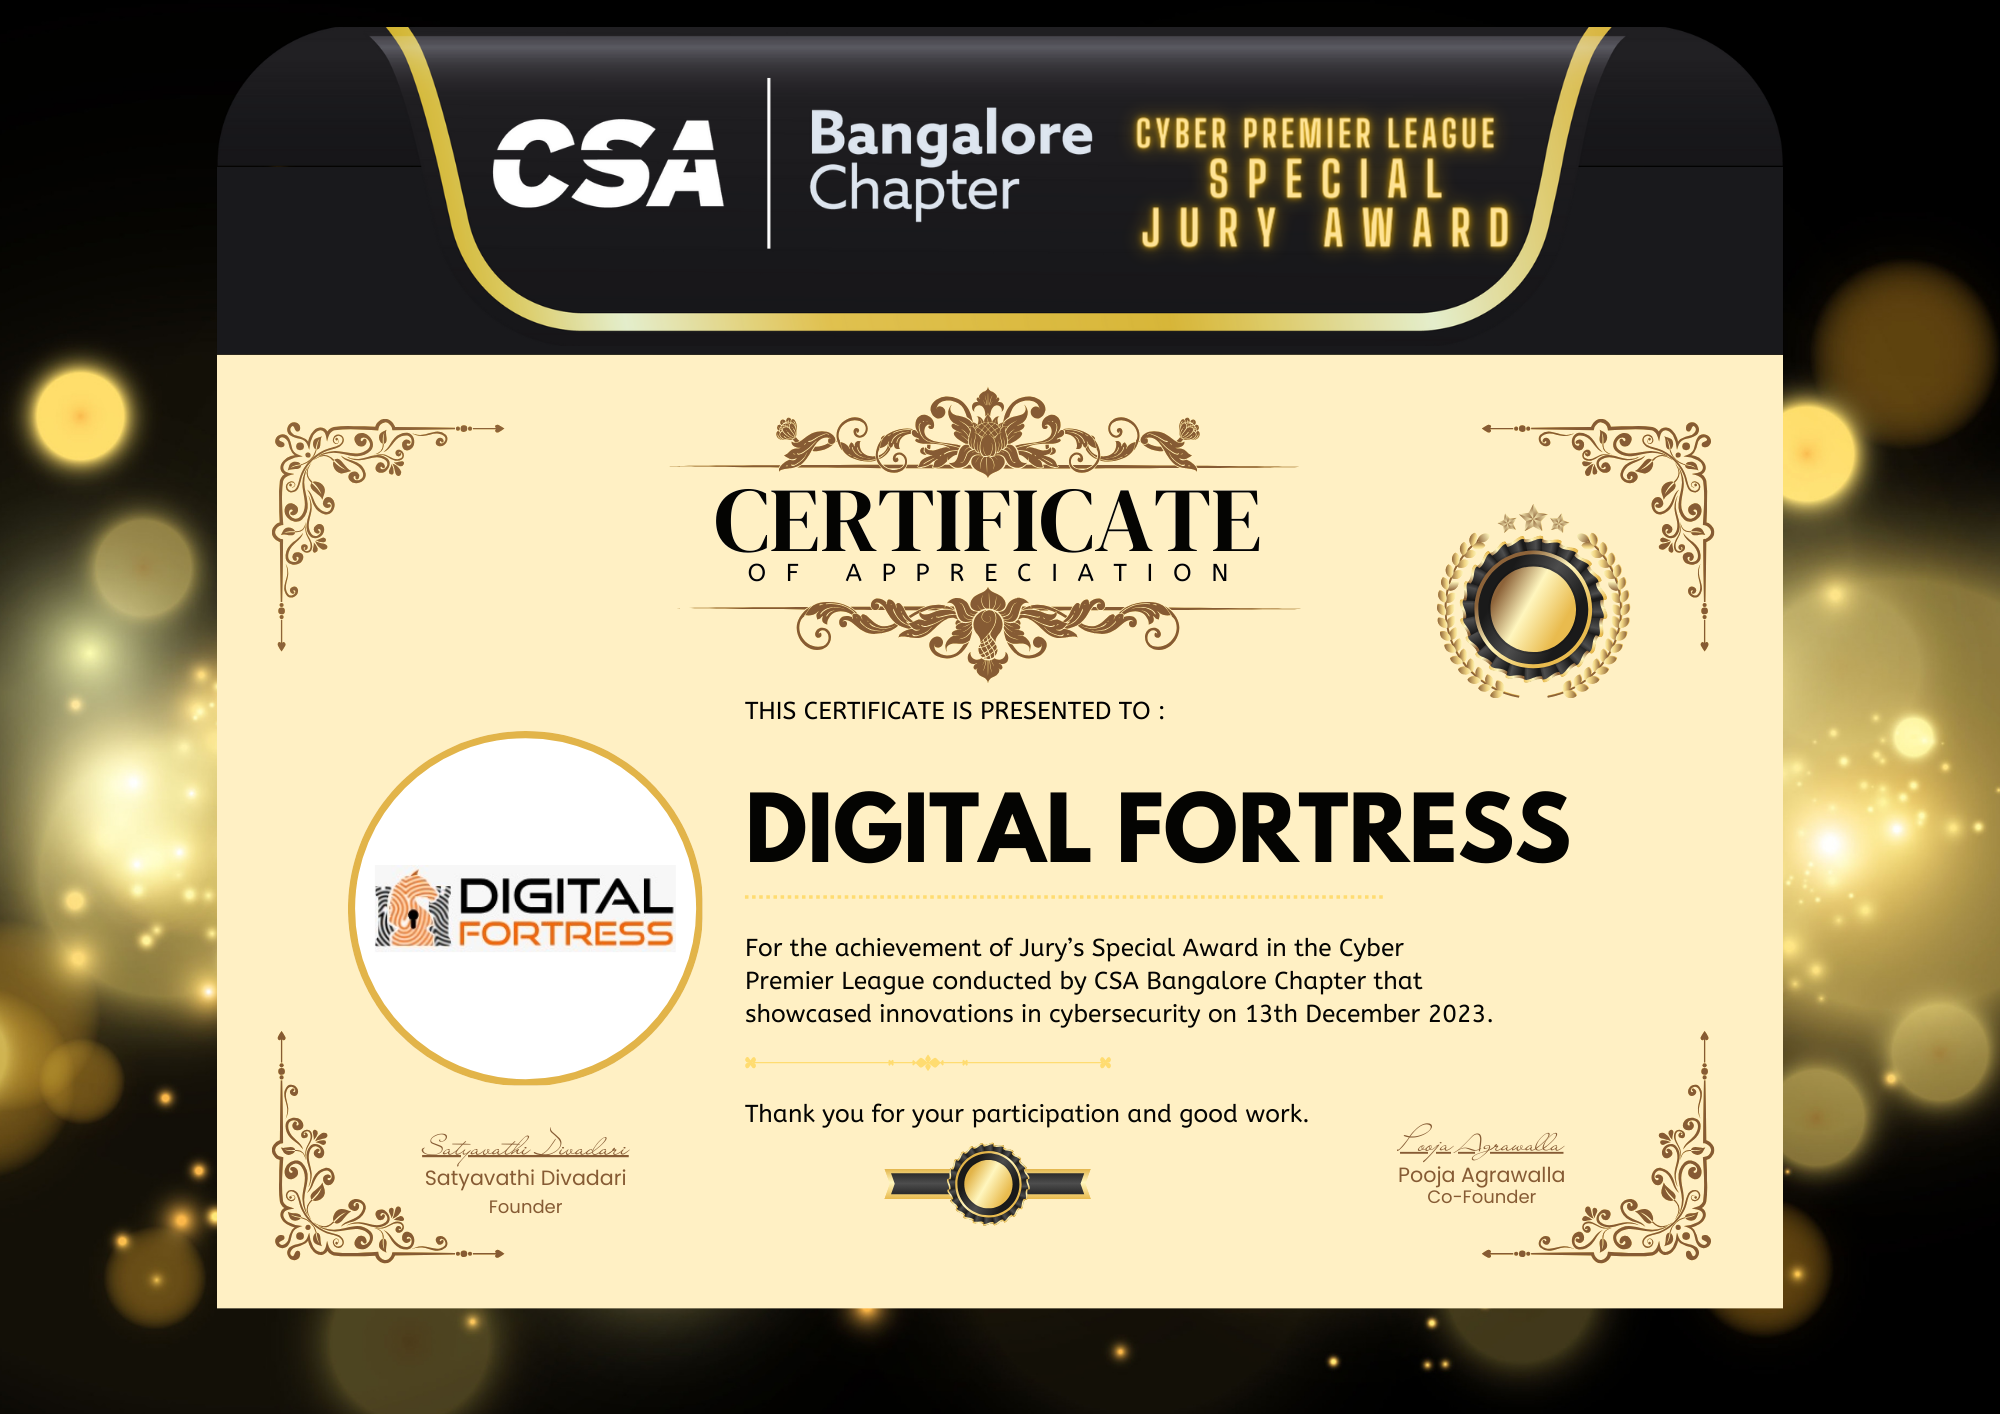 CSA
Bangalore
Chapter
CYBER PREMIER LEAGUE
SPECIAL
JURY AWARD
CERTIFICATE
OF APPRECIATION
THIS CERTIFICATE IS PRESENTED TO :
DIGITAL FORTRESS
DIGITAL
FORTRESS
For the achievement of Jury’s Special Award in the Cyber
Premier League conducted by CSA Bangalore Chapter that
showcased innovations in cybersecurity on 13th December 2023.
Thank you for your participation and good work.
Satyavathi Divadari
Satyavathi Divadari
Founder
Pooja Agrawalla
Pooja Agrawalla
Co-Founder